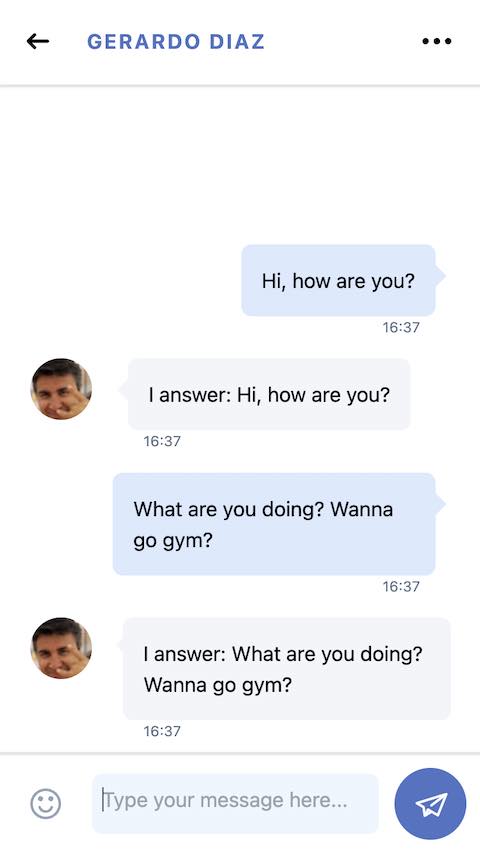 GERARDO DIAZ
Hi, how are you?
16:37
I answer: Hi, how are you?
16:37
What are you doing? Wanna
go gym?
16:37
I answer: What are you doing?
Wanna go gym?
16:37
Type your message here...